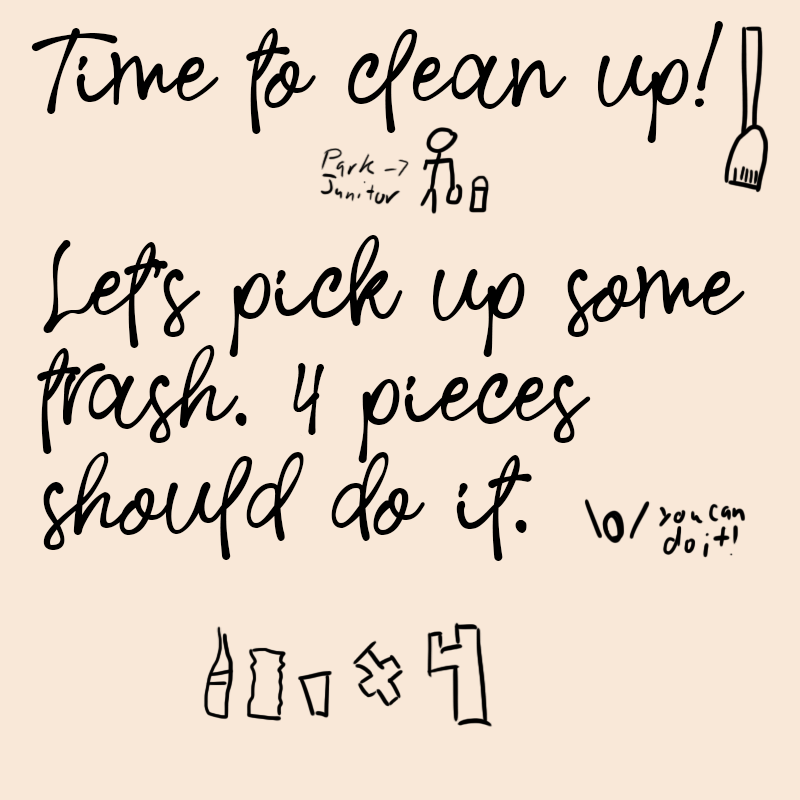 Time to clean up!
Park ->
Junitor
Let's pick up some
trash. 4 pieces
should do it.
\o/ you can
do it!
x 4